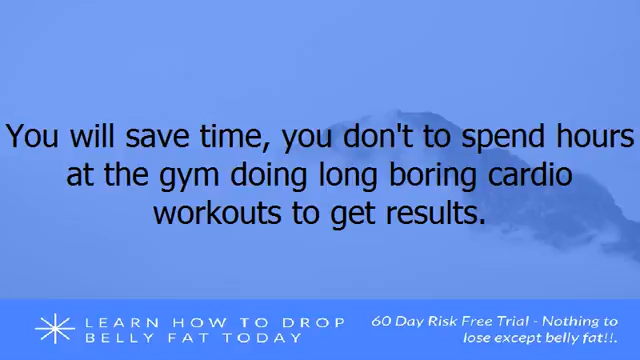 You will save time, you don't to spend hours
at the gym doing long boring cardio
workouts to get results.
LEARN HOW TO DROP
BELLY FAT TODAY
60 Day Risk Free Trial - Nothing to
lose except belly fat!!.